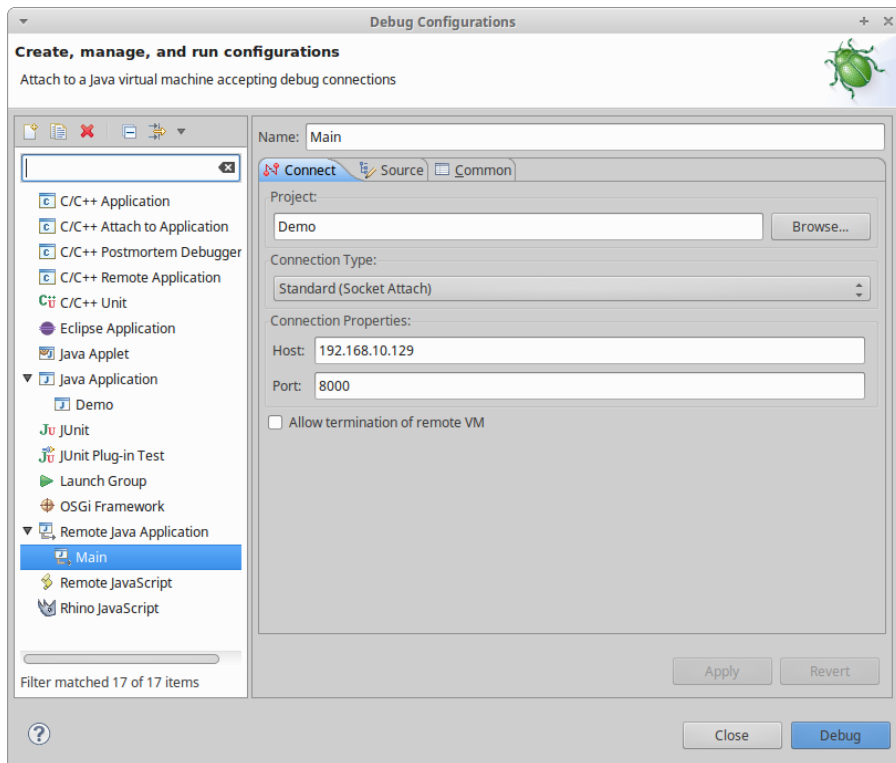 Debug Configurations
Create, manage, and run configurations
Attach to a Java virtual machine accepting debug connections
C/C++ Application
C/C++ Attach to Application
C/C++ Postmortem Debugger
C/C++ Remote Application
C/C++ Unit
Eclipse Application
Java Applet
Java Application
Demo
JUnit
JUnit Plug-in Test
Launch Group
OSGi Framework
Remote Java Application
Main
Remote JavaScript
Rhino JavaScript
Filter matched 17 of 17 items
Name: Main
Connect Source Common
Project:
Demo Browse...
Connection Type:
Standard (Socket Attach)
Connection Properties:
Host: 192.168.10.129
Port: 8000
Allow termination of remote VM
Apply Revert
Close Debug